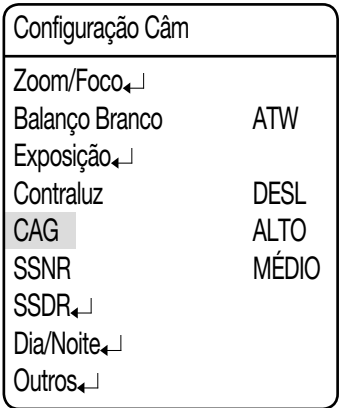 Configuração Câm
Zoom/Foco↵
Balanço Branco ATW
Exposição↵
Contraluz DESL
CAG ALTO
SSNR MÉDIO
SSDR↵
Dia/Noite↵
Outros↵